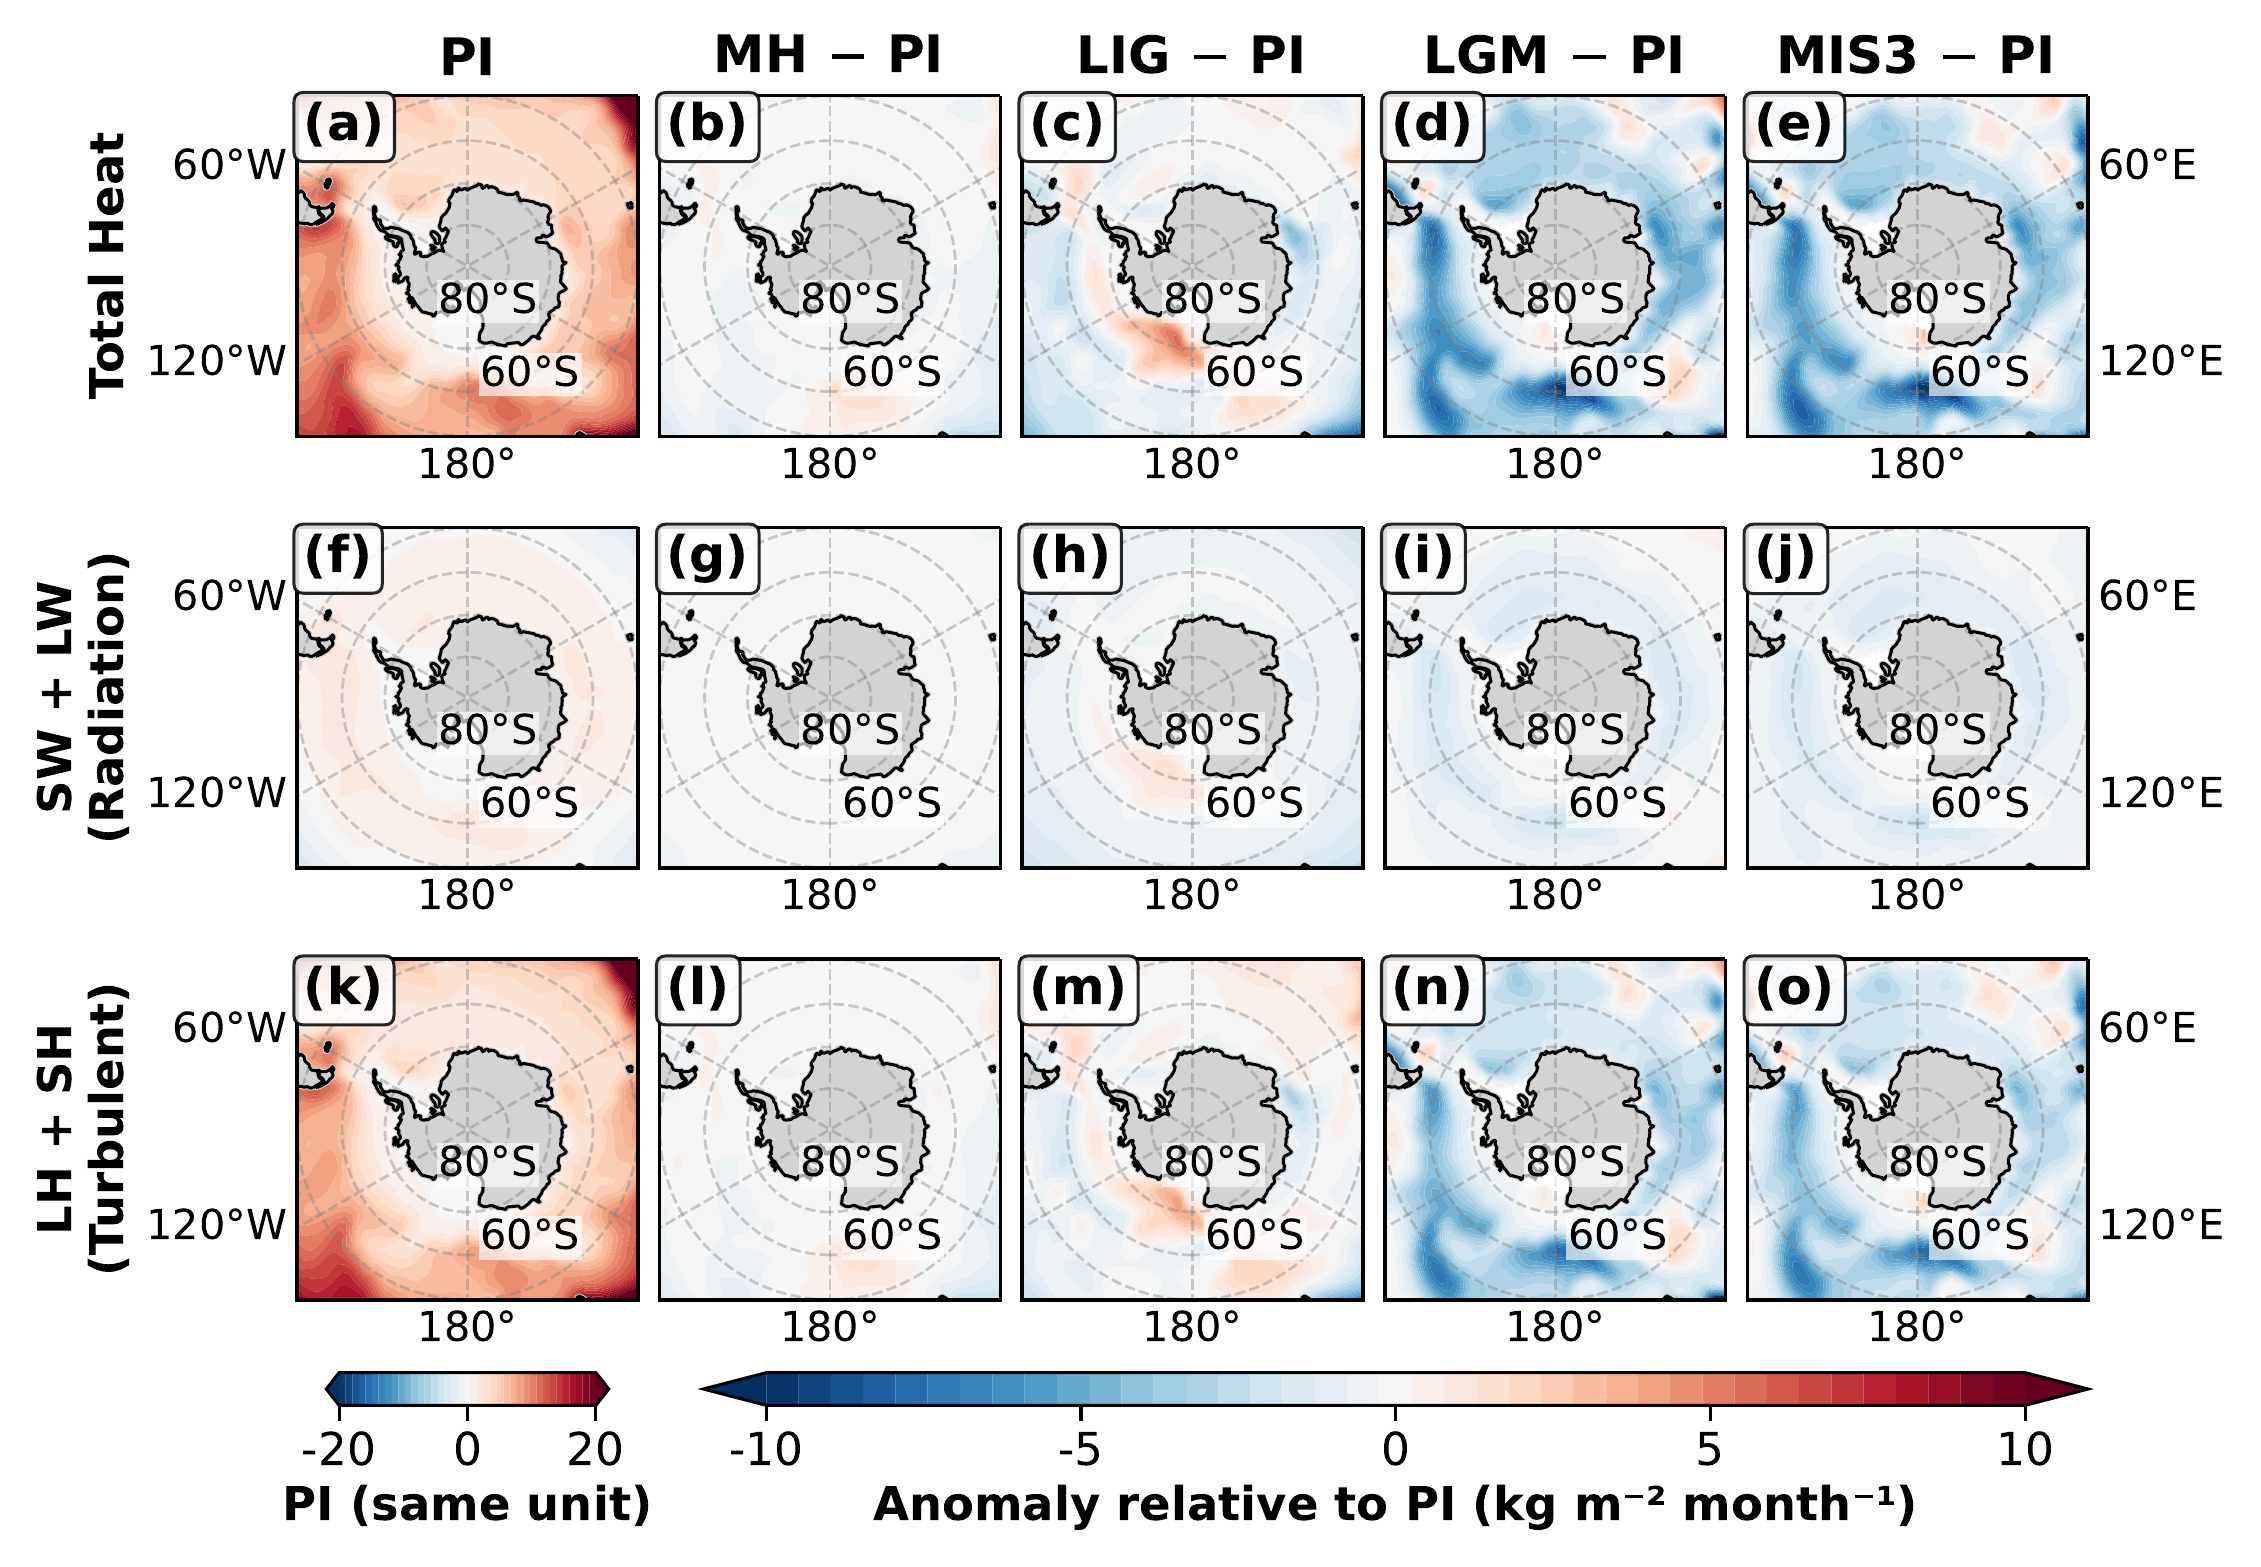 PI MH − PI LIG − PI LGM − PI MIS3 − PI
Total Heat
(a) (b) (c) (d) (e)
60°W 60°E
80°S 80°S 80°S 80°S 80°S
120°W 60°S 60°S 60°S 60°S 60°S 120°E
180° 180° 180° 180° 180°
SW + LW
(Radiation)
(f) (g) (h) (i) (j)
60°W 60°E
80°S 80°S 80°S 80°S 80°S
120°W 60°S 60°S 60°S 60°S 60°S 120°E
180° 180° 180° 180° 180°
LH + SH
(Turbulent)
(k) (l) (m) (n) (o)
60°W 60°E
80°S 80°S 80°S 80°S 80°S
120°W 60°S 60°S 60°S 60°S 60°S 120°E
180° 180° 180° 180° 180°
-20 0 20 -10 -5 0 5 10
PI (same unit) Anomaly relative to PI (kg m⁻² month⁻¹)